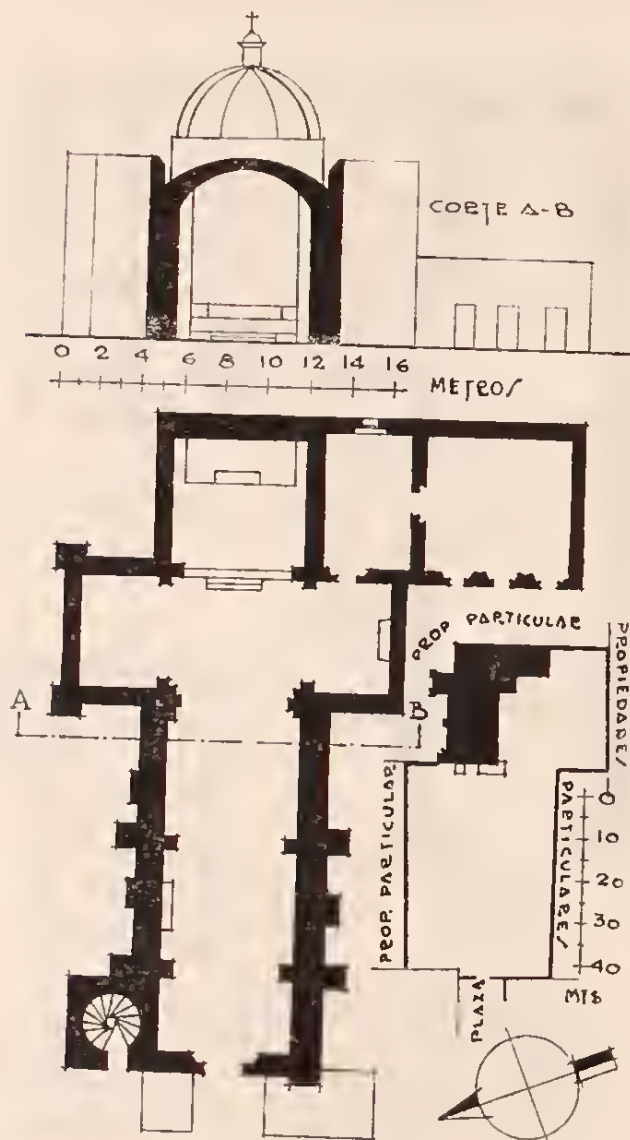 CORTE A-B
0 2 4 6 8 10 12 14 16
METROS
PROP PARTICULAR
PROPIEDADES
A
B
PROP. PARTICULAR
PARTICULARES
0
10
20
30
40
MTS
PLAZA